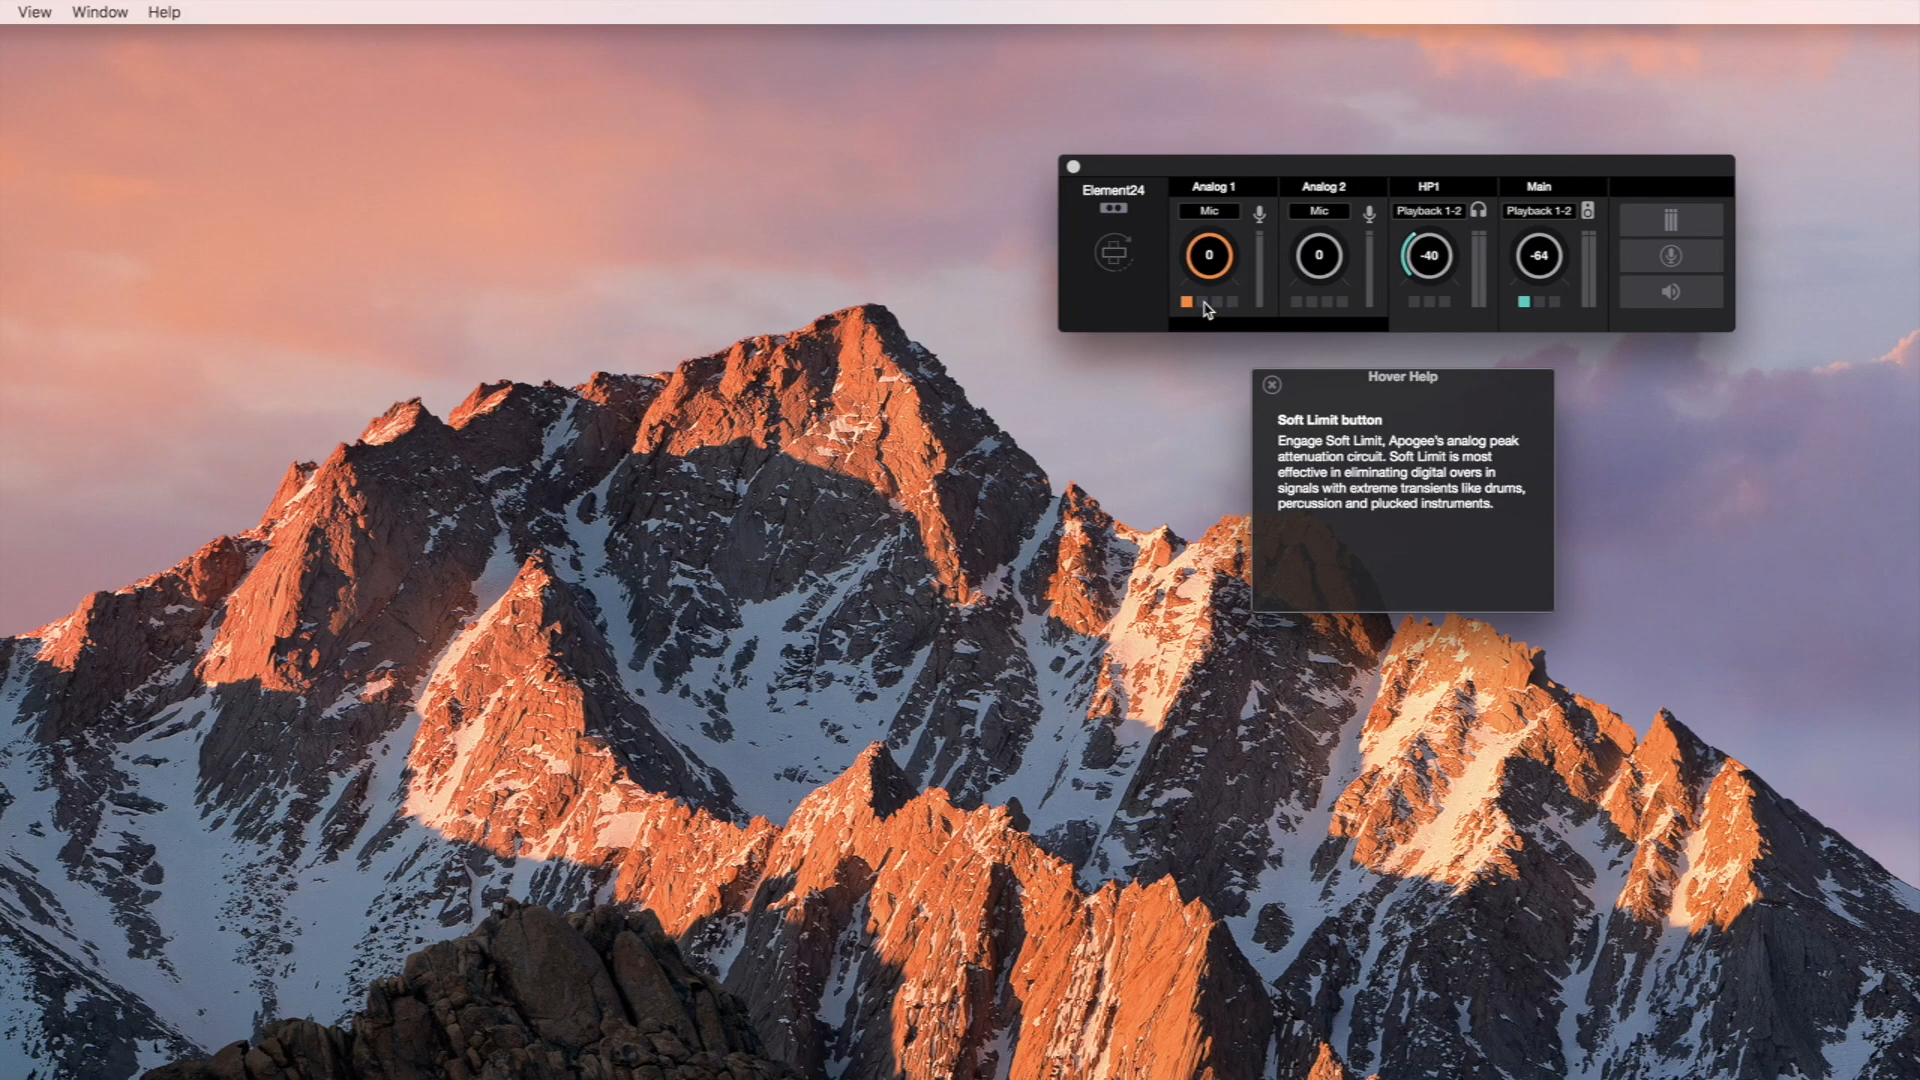 View Window Help
Element24
Analog 1 Analog 2 HP1 Main
Mic Mic Playback 1-2 Playback 1-2
0 0 -40 -64
Hover Help
Soft Limit button
Engage Soft Limit, Apogee's analog peak
attenuation circuit. Soft Limit is most
effective in eliminating digital overs in
signals with extreme transients like drums,
percussion and plucked instruments.